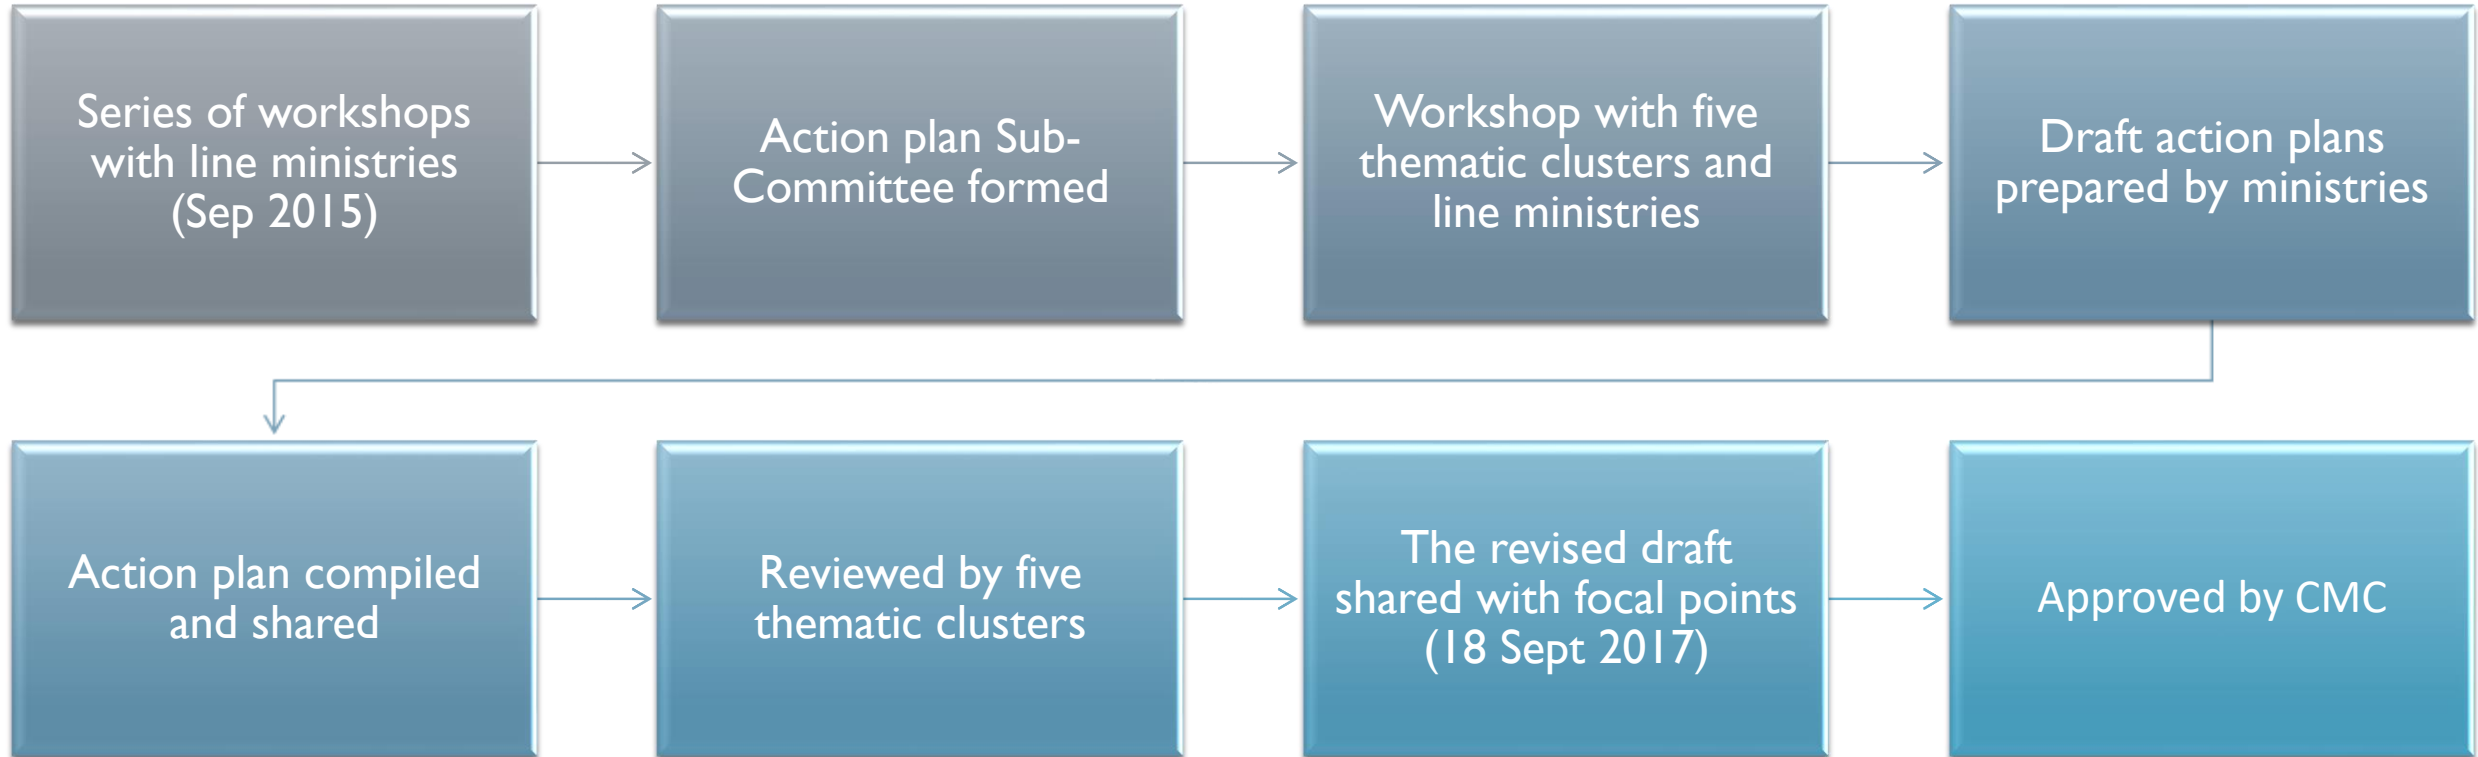 Series of workshops
with line ministries
(Sep 2015)
Action plan Sub-
Committee formed
Workshop with five
thematic clusters and
line ministries
Draft action plans
prepared by ministries
Action plan compiled
and shared
Reviewed by five
thematic clusters
The revised draft
shared with focal points
(18 Sept 2017)
Approved by CMC